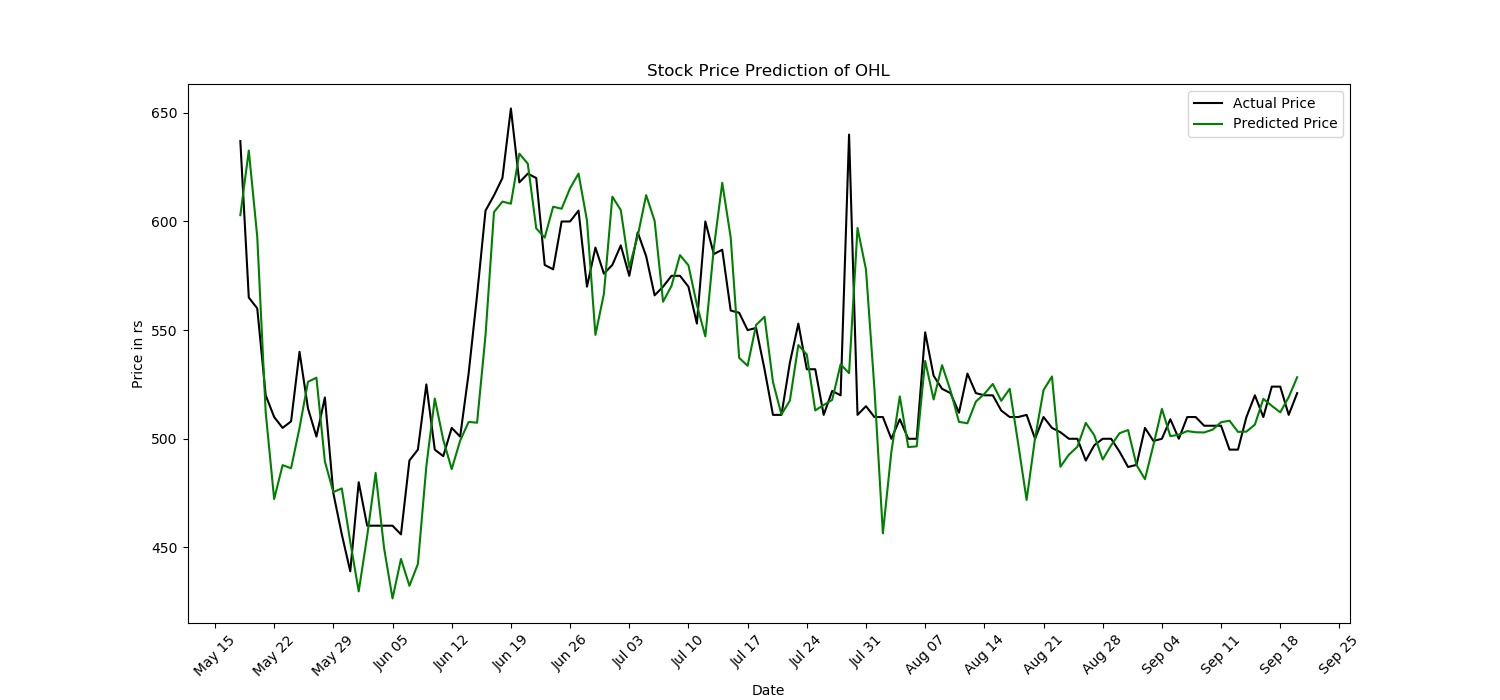 Stock Price Prediction of OHL
Actual Price
Predicted Price
650
600
550
500
450
Price in rs
May 15
May 22
May 29
Jun 05
Jun 12
Jun 19
Jun 26
Jul 03
Jul 10
Jul 17
Jul 24
Jul 31
Aug 07
Aug 14
Aug 21
Aug 28
Sep 04
Sep 11
Sep 18
Sep 25
Date